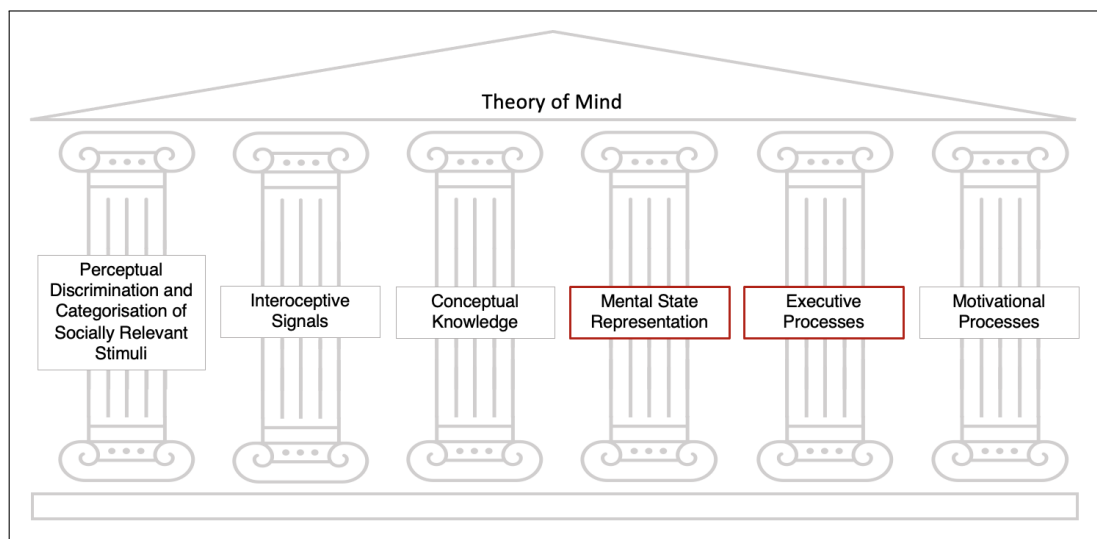 Theory of Mind
Perceptual
Discrimination and
Categorisation of
Socially Relevant
Stimuli
Interoceptive
Signals
Conceptual
Knowledge
Mental State
Representation
Executive
Processes
Motivational
Processes